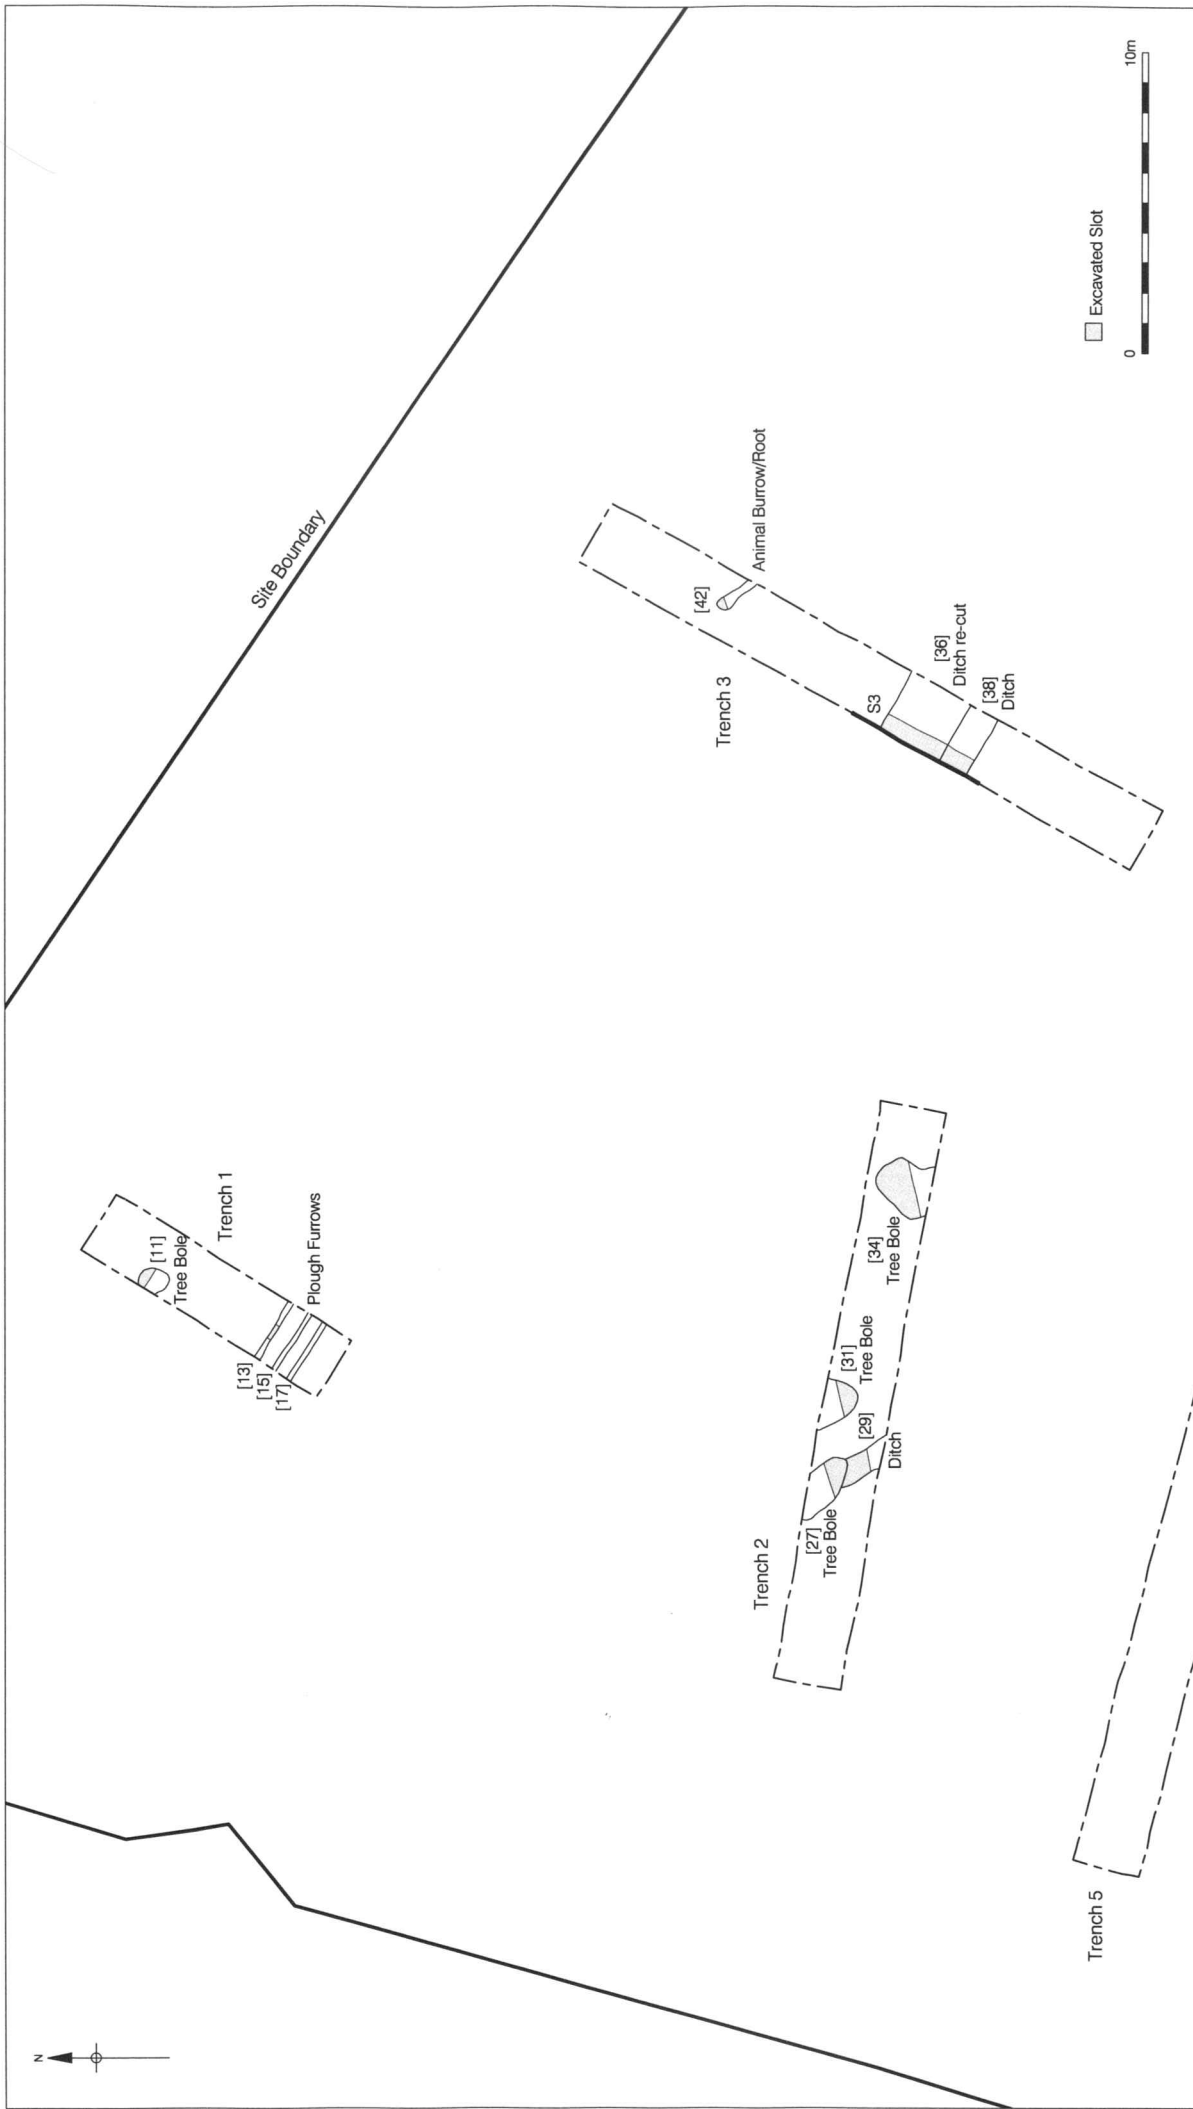 N
Site Boundary
[11]
Tree Bole
Trench 1
[13]
[15]
[17]
Plough Furrows
Trench 3
[42]
Animal Burrow/Root
S3
[36]
Ditch re-cut
[38]
Ditch
Trench 2
[27]
Tree Bole
[29]
Ditch
[31]
Tree Bole
[34]
Tree Bole
Trench 5
Excavated Slot
0
10m